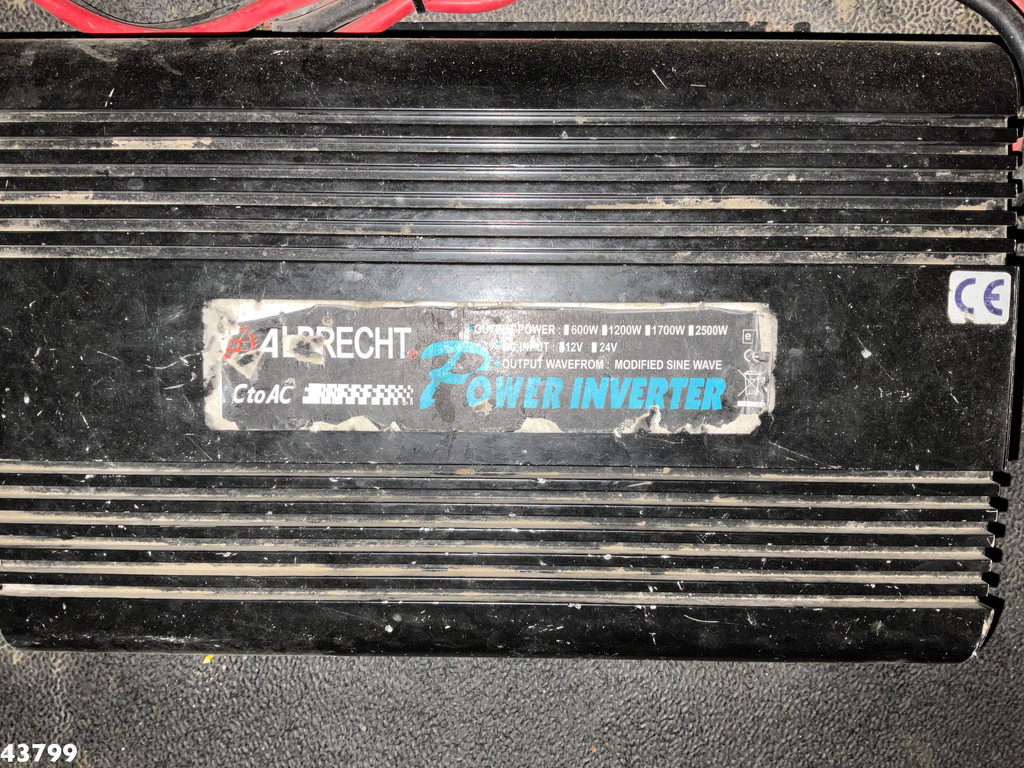 ALBRECHT
OUTPUT POWER : 600W 1200W 1700W 2500W
INPUT : 12V 24V
OUTPUT WAVEFROM : MODIFIED SINE WAVE
C to AC
POWER INVERTER
e
CE
CE
43799